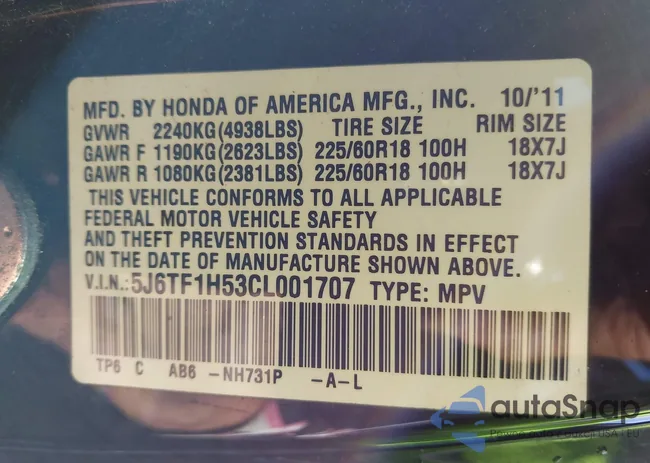 MFD. BY HONDA OF AMERICA MFG., INC. 10/'11
GVWR 2240KG(4938LBS) TIRE SIZE RIM SIZE
GAWR F 1190KG(2623LBS) 225/60R18 100H 18X7J
GAWR R 1080KG(2381LBS) 225/60R18 100H 18X7J
THIS VEHICLE CONFORMS TO ALL APPLICABLE
FEDERAL MOTOR VEHICLE SAFETY
AND THEFT PREVENTION STANDARDS IN EFFECT
ON THE DATE OF MANUFACTURE SHOWN ABOVE.
V.I.N.:5J6TF1H53CL001707 TYPE: MPV
TP6 C AB6 -NH731P -A-L
autoSnap